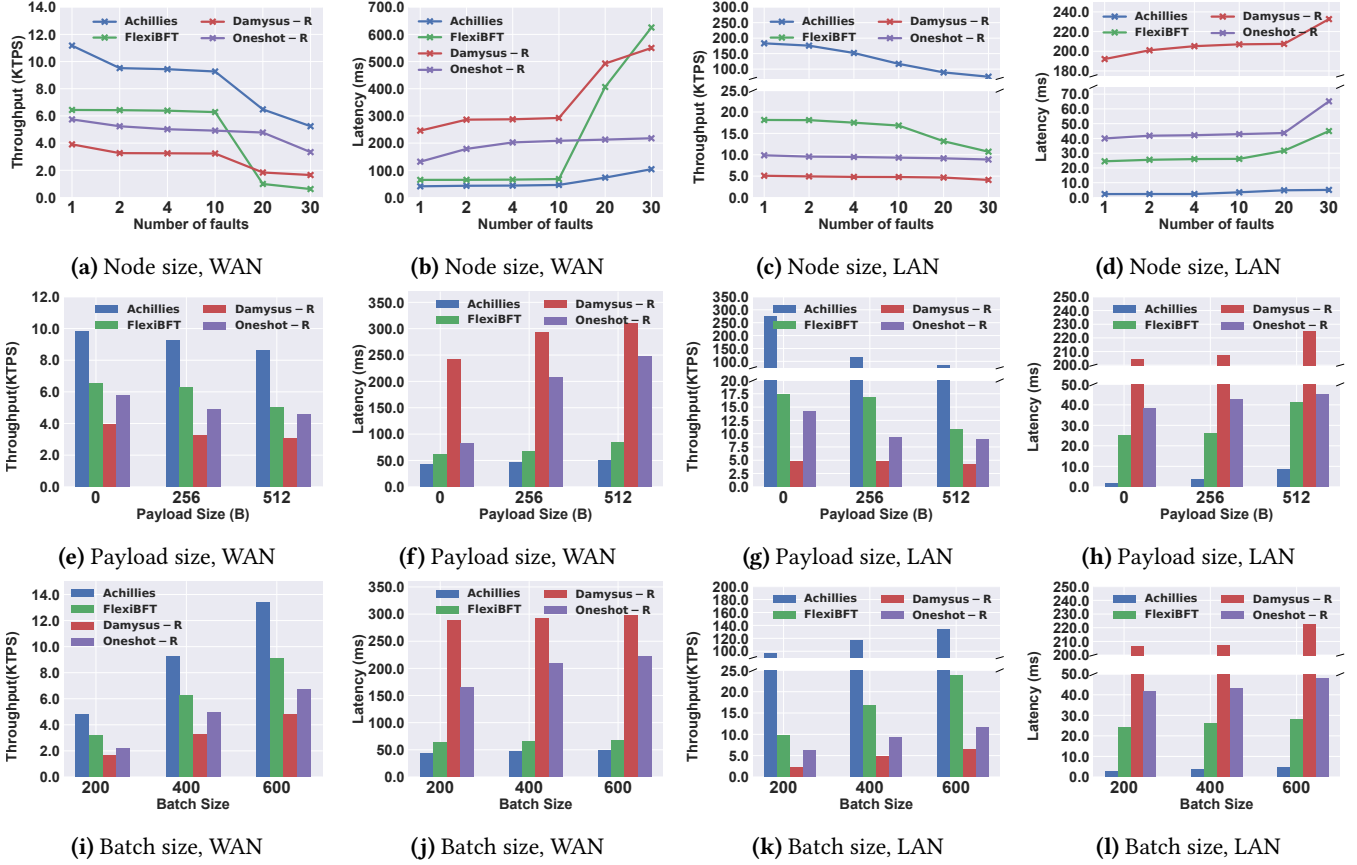 Throughput (KTPS)
14.0
12.0
10.0
8.0
6.0
4.0
2.0
0.0
Achillies
FlexiBFT
Damysus – R
Oneshot – R
1 2 4 10 20 30
Number of faults
(a) Node size, WAN
Latency (ms)
700.0
600.0
500.0
400.0
300.0
200.0
100.0
0.0
Achillies
FlexiBFT
Damysus – R
Oneshot – R
1 2 4 10 20 30
Number of faults
(b) Node size, WAN
Throughput (KTPS)
300.0
250.0
200.0
150.0
100.0
25.0
20.0
15.0
10.0
5.0
0.0
Achillies
FlexiBFT
Damysus – R
Oneshot – R
1 2 4 10 20 30
Number of faults
(c) Node size, LAN
Latency (ms)
240.0
220.0
200.0
180.0
70.0
60.0
50.0
40.0
30.0
20.0
10.0
0.0
Achillies
FlexiBFT
Damysus – R
Oneshot – R
1 2 4 10 20 30
Number of faults
(d) Node size, LAN
Throughput(KTPS)
12.0
10.0
8.0
6.0
4.0
2.0
0.0
Achillies
FlexiBFT
Damysus – R
Oneshot – R
0 256 512
Payload Size (B)
(e) Payload size, WAN
Latency (ms)
350.0
300.0
250.0
200.0
150.0
100.0
50.0
0.0
Achillies
FlexiBFT
Damysus – R
Oneshot – R
0 256 512
Payload Size (B)
(f) Payload size, WAN
Throughput(KTPS)
350.0
300.0
250.0
200.0
150.0
100.0
20.0
17.5
15.0
12.5
10.0
7.5
5.0
2.5
0.0
Achillies
FlexiBFT
Damysus – R
Oneshot – R
0 256 512
Payload Size (B)
(g) Payload size, LAN
Latency (ms)
250.0
240.0
230.0
220.0
210.0
200.0
50.0
40.0
30.0
20.0
10.0
0.0
Achillies
FlexiBFT
Damysus – R
Oneshot – R
0 256 512
Payload Size (B)
(h) Payload size, LAN
Throughput(KTPS)
14.0
12.0
10.0
8.0
6.0
4.0
2.0
0.0
Achillies
FlexiBFT
Damysus – R
Oneshot – R
200 400 600
Batch Size
(i) Batch size, WAN
Latency (ms)
350.0
300.0
250.0
200.0
150.0
100.0
50.0
0.0
Achillies
FlexiBFT
Damysus – R
Oneshot – R
200 400 600
Batch Size
(j) Batch size, WAN
Throughput(KTPS)
200.0
180.0
160.0
140.0
120.0
100.0
25.0
20.0
15.0
10.0
5.0
0.0
Achillies
FlexiBFT
Damysus – R
Oneshot – R
200 400 600
Batch Size
(k) Batch size, LAN
Latency (ms)
250.0
240.0
230.0
220.0
210.0
200.0
50.0
40.0
30.0
20.0
10.0
0.0
Achillies
FlexiBFT
Damysus – R
Oneshot – R
200 400 600
Batch Size
(l) Batch size, LAN